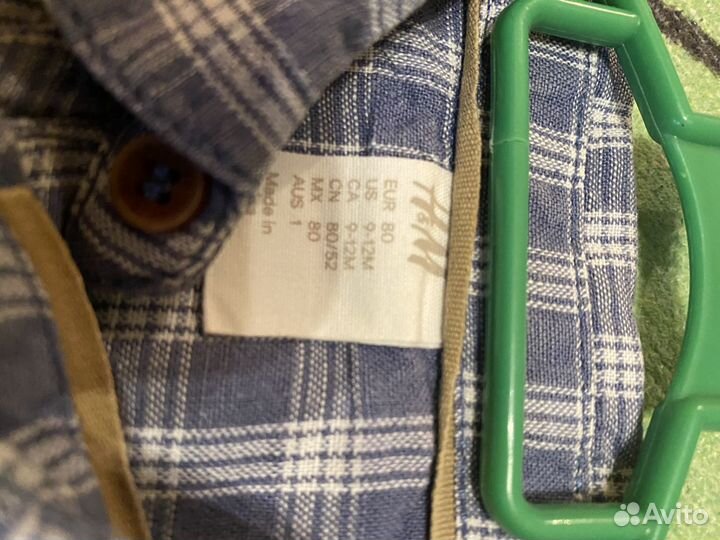 H&M
EUR 80
US 9-12M
CA 9-12M
CN 80/52
MX 80
AUS 1
Made in
Avito